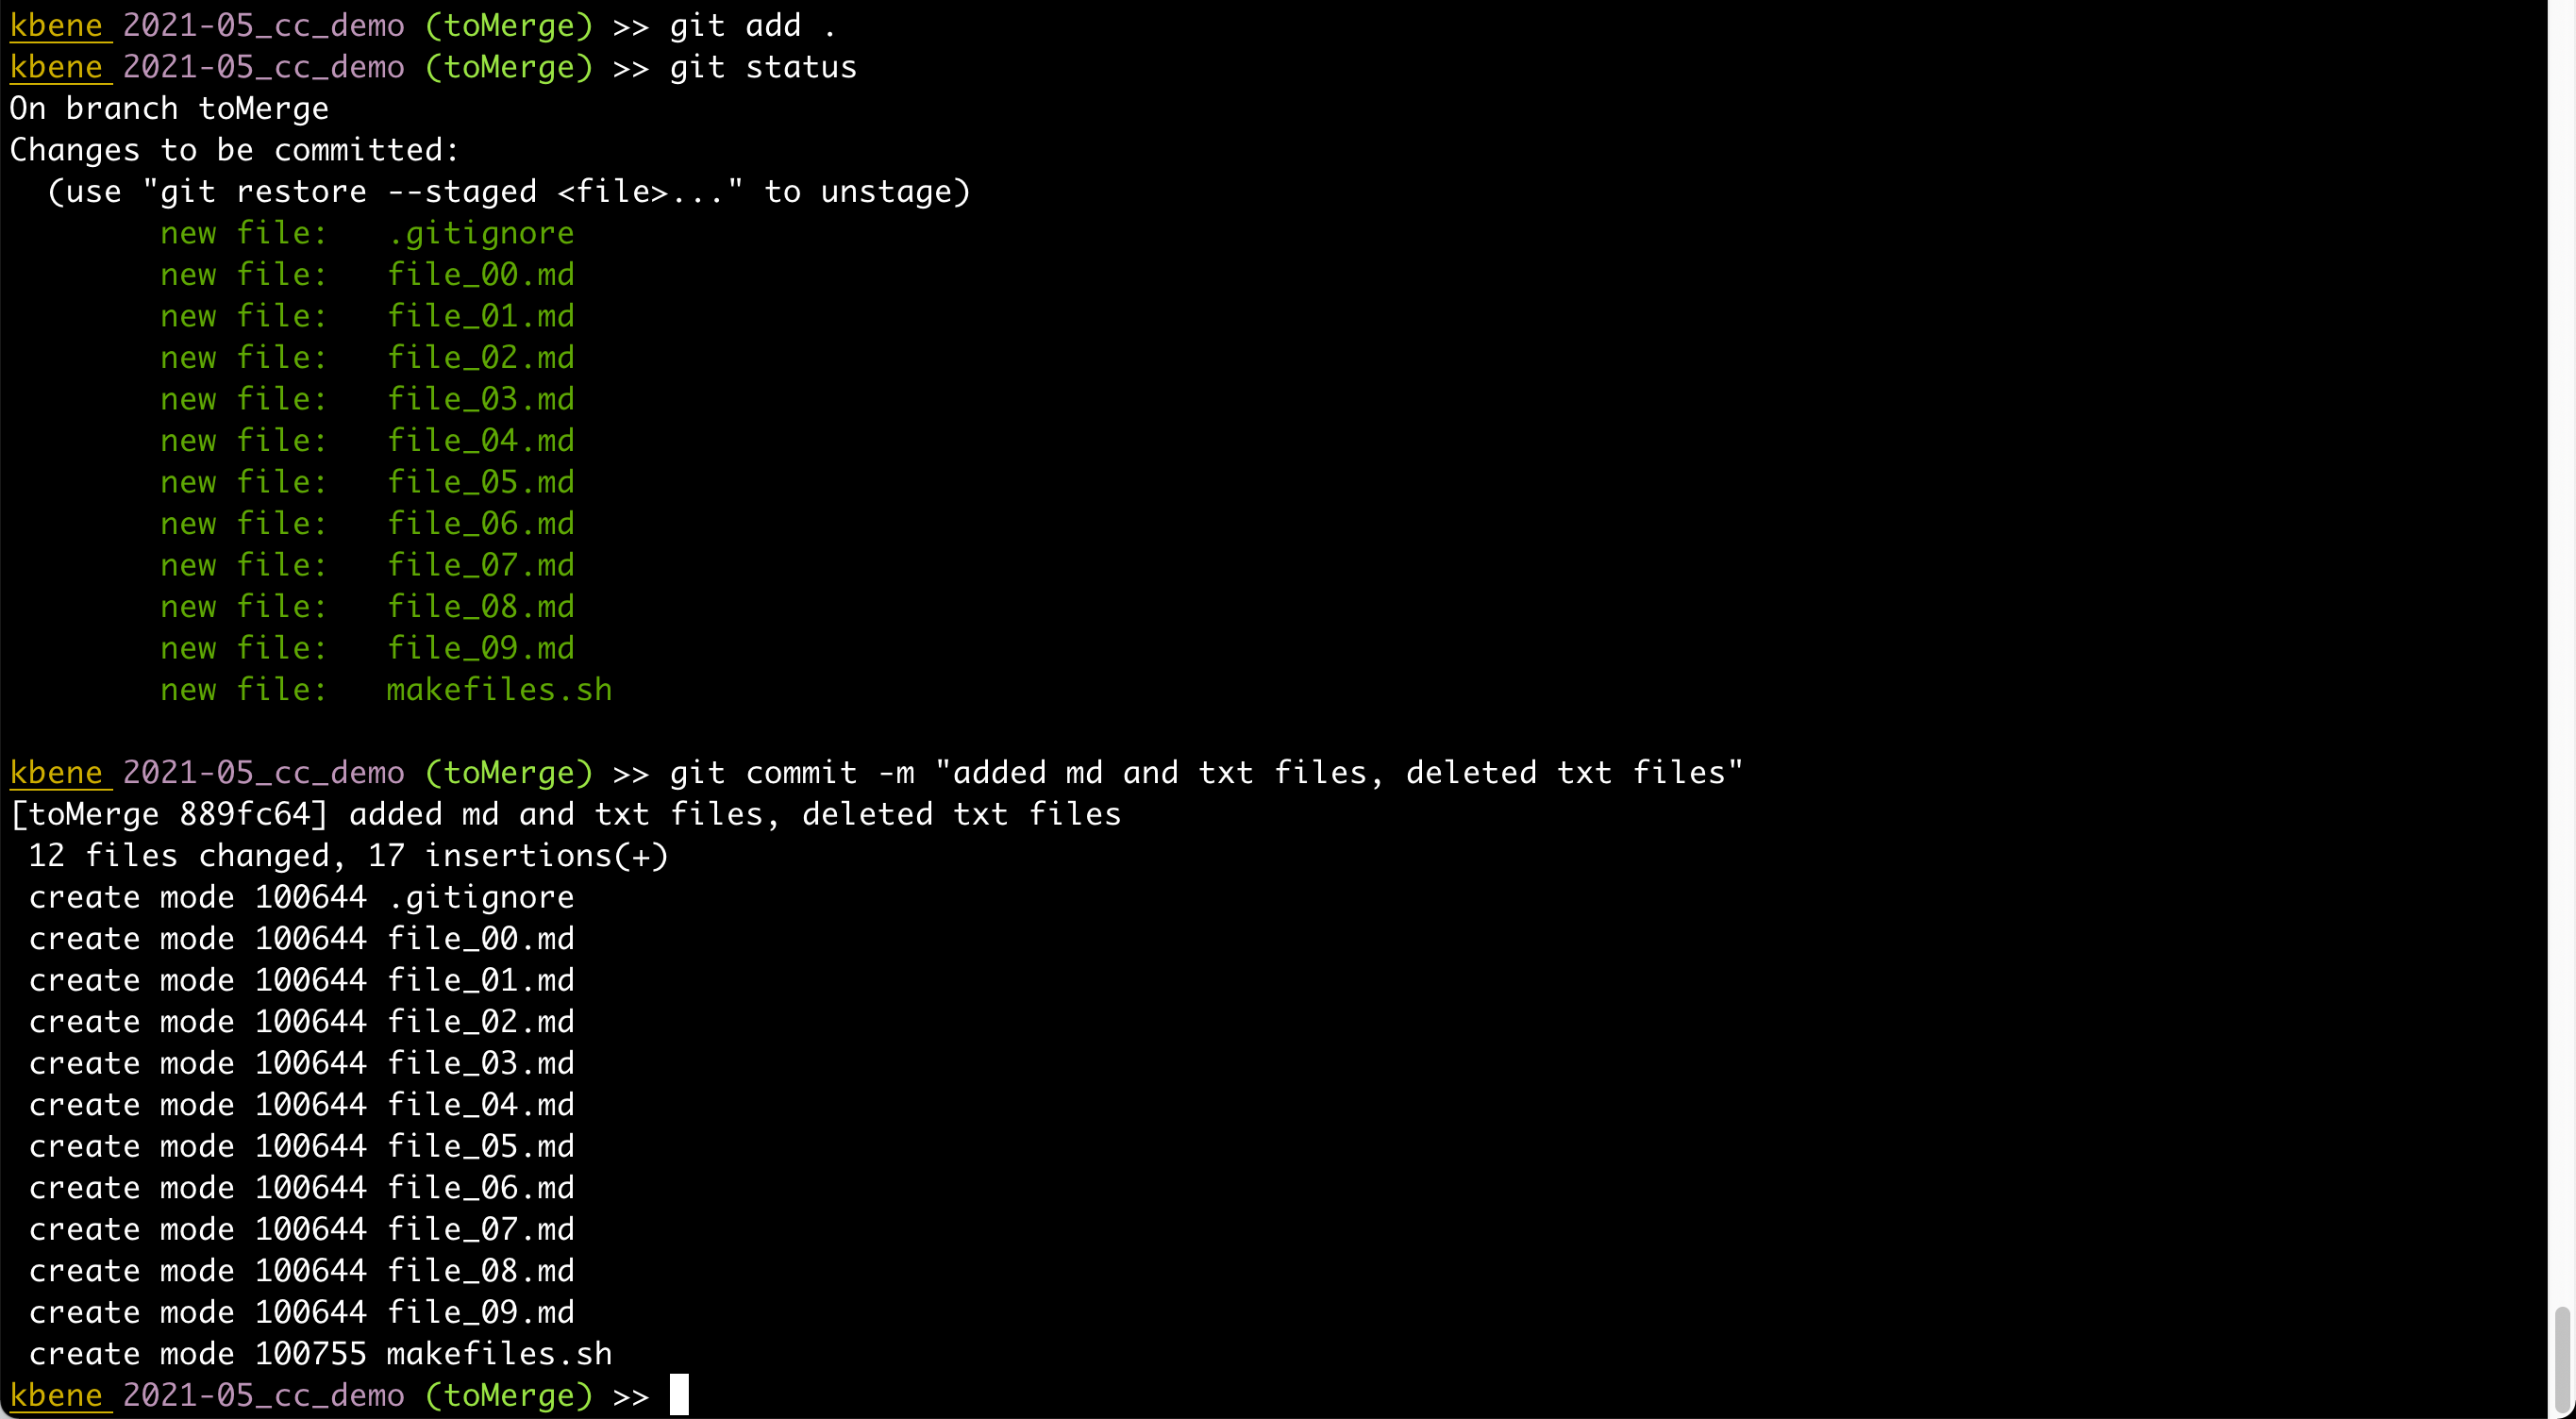 kbene 2021-05_cc_demo (toMerge) >> git add .
kbene 2021-05_cc_demo (toMerge) >> git status
On branch toMerge
Changes to be committed:
  (use "git restore --staged <file>..." to unstage)
        new file:   .gitignore
        new file:   file_00.md
        new file:   file_01.md
        new file:   file_02.md
        new file:   file_03.md
        new file:   file_04.md
        new file:   file_05.md
        new file:   file_06.md
        new file:   file_07.md
        new file:   file_08.md
        new file:   file_09.md
        new file:   makefiles.sh

kbene 2021-05_cc_demo (toMerge) >> git commit -m "added md and txt files, deleted txt files"
[toMerge 889fc64] added md and txt files, deleted txt files
 12 files changed, 17 insertions(+)
 create mode 100644 .gitignore
 create mode 100644 file_00.md
 create mode 100644 file_01.md
 create mode 100644 file_02.md
 create mode 100644 file_03.md
 create mode 100644 file_04.md
 create mode 100644 file_05.md
 create mode 100644 file_06.md
 create mode 100644 file_07.md
 create mode 100644 file_08.md
 create mode 100644 file_09.md
 create mode 100755 makefiles.sh
kbene 2021-05_cc_demo (toMerge) >>